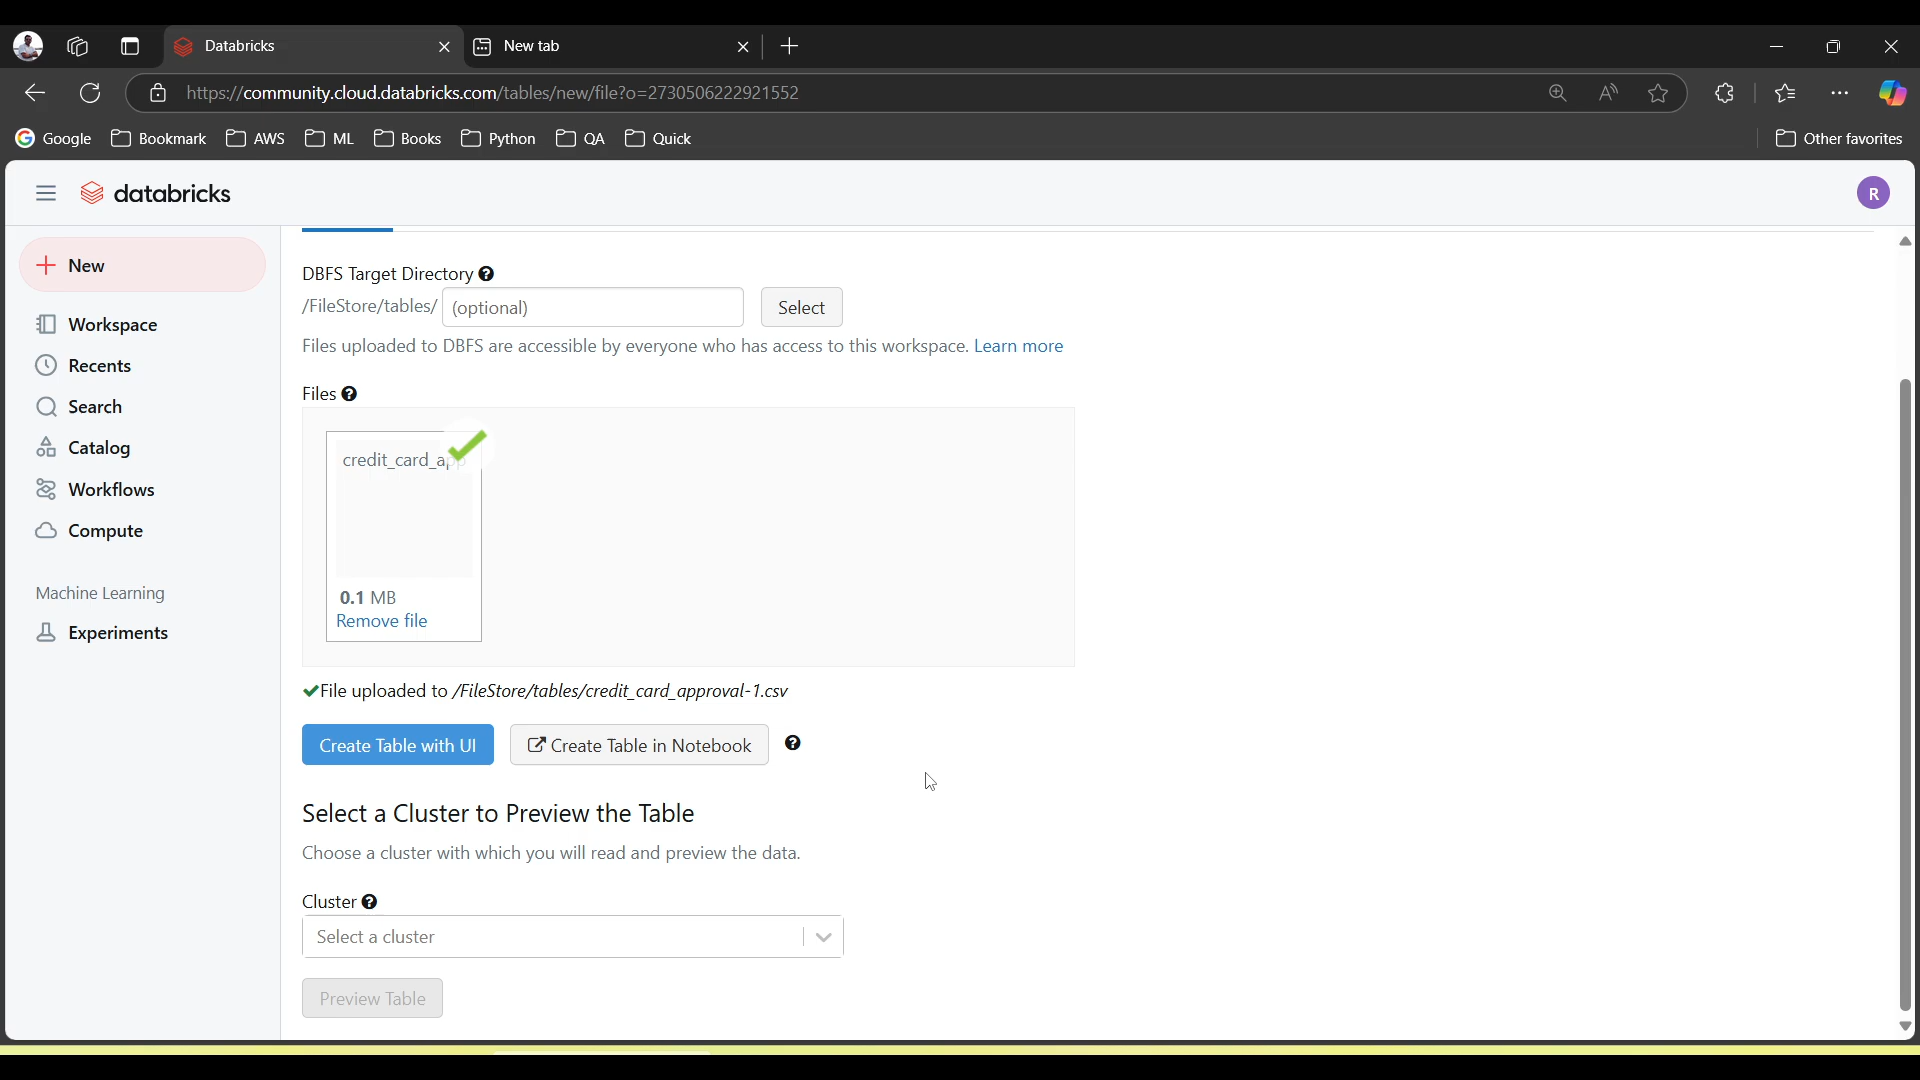 Databricks
New tab
https://community.cloud.databricks.com/tables/new/file?o=2730506222921552
Google
Bookmark
AWS
ML
Books
Python
QA
Quick
Other favorites
databricks
R
New
Workspace
Recents
Search
Catalog
Workflows
Compute
Machine Learning
Experiments
DBFS Target Directory
/FileStore/tables/ (optional) Select
Files uploaded to DBFS are accessible by everyone who has access to this workspace. Learn more
Files
credit_card_app
0.1 MB
Remove file
File uploaded to /FileStore/tables/credit_card_approval-1.csv
Create Table with UI
Create Table in Notebook
Select a Cluster to Preview the Table
Choose a cluster with which you will read and preview the data.
Cluster
Select a cluster
Preview Table